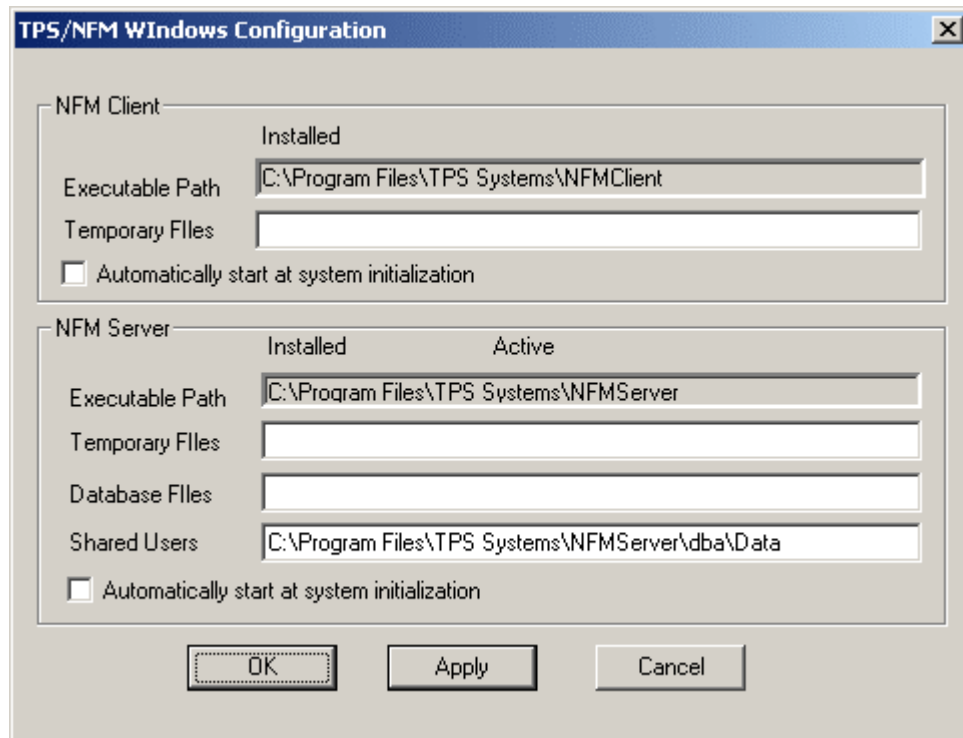 TPS/NFM WIndows Configuration
NFM Client
Installed
Executable Path C:\Program Files\TPS Systems\NFMClient
Temporary FIles
Automatically start at system initialization
NFM Server
Installed Active
Executable Path C:\Program Files\TPS Systems\NFMServer
Temporary FIles
Database FIles
Shared Users C:\Program Files\TPS Systems\NFMServer\dba\Data
Automatically start at system initialization
OK Apply Cancel